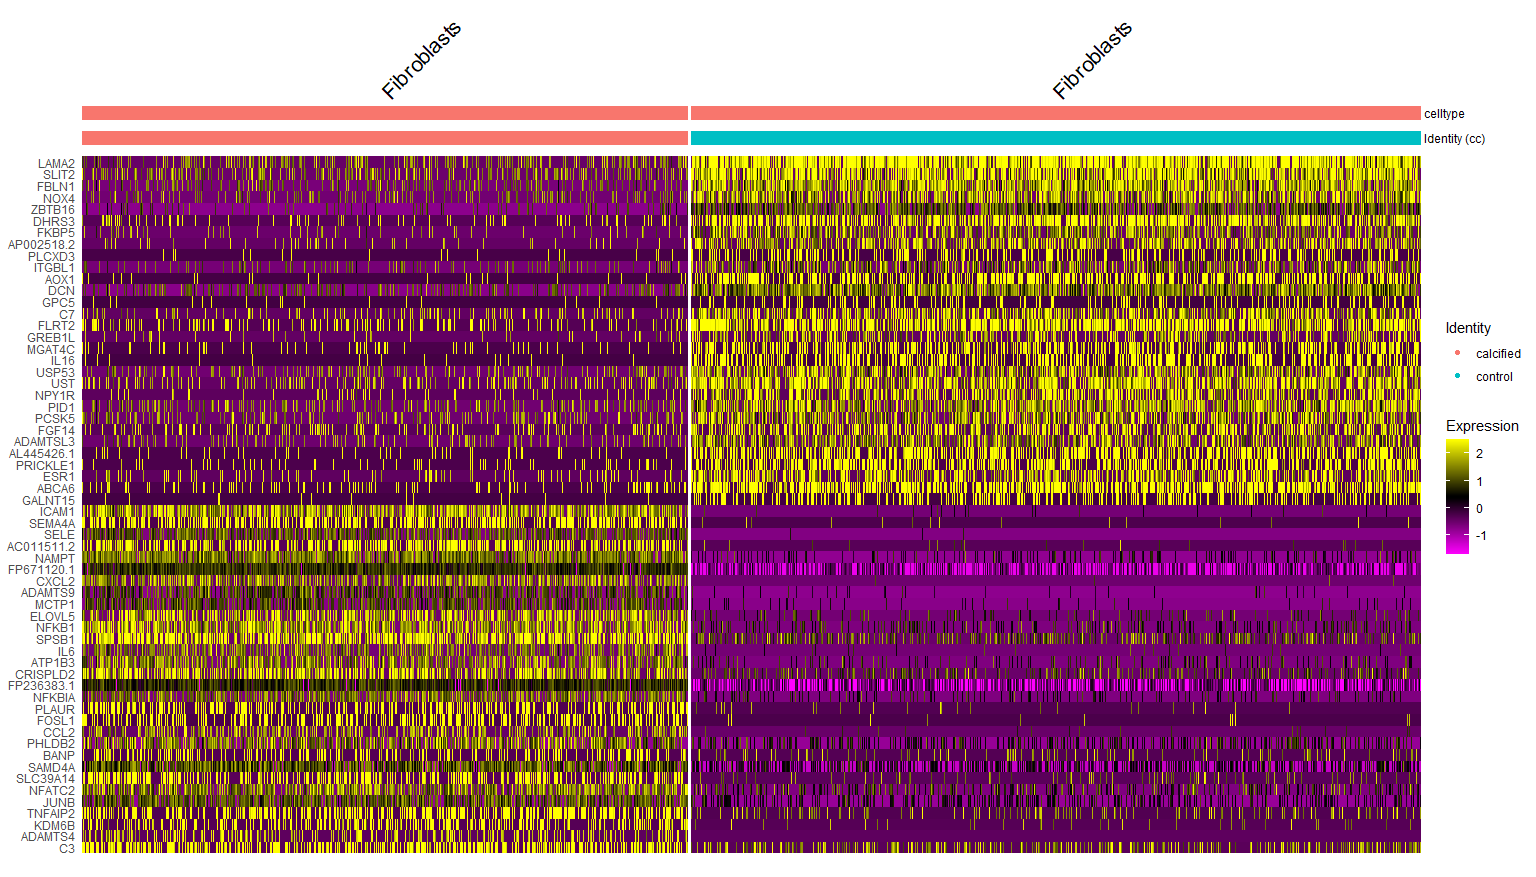 Fibroblasts
Fibroblasts
celltype
Identity (cc)
LAMA2
SLIT2
FBLN1
NOX4
ZBTB16
DHRS3
FKBP5
AP002518.2
PLCXD3
ITGBL1
AOX1
DCN
GPC5
C7
FLRT2
GREB1L
MGAT4C
IL16
USP53
UST
NPY1R
PID1
PCSK5
FGF14
ADAMTSL3
AL445426.1
PRICKLE1
ESR1
ABCA6
GALNT15
ICAM1
SEMA4A
SELE
AC011511.2
NAMPT
FP671120.1
CXCL2
ADAMTS9
MCTP1
ELOVL5
NFKB1
SPSB1
IL6
ATP1B3
CRISPLD2
FP236383.1
NFKBIA
PLAUR
FOSL1
CCL2
PHLDB2
BANP
SAMD4A
SLC39A14
NFATC2
JUNB
TNFAIP2
KDM6B
ADAMTS4
C3
Identity
calcified
control
Expression
2
1
0
-1